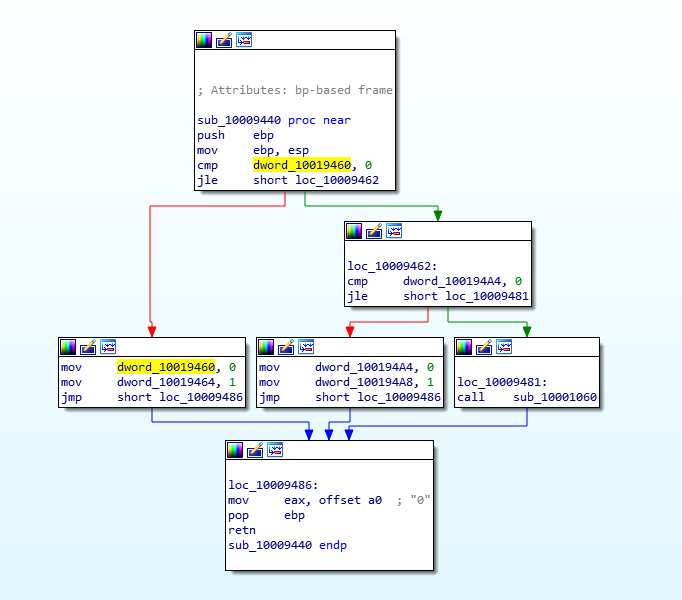 ; Attributes: bp-based frame
sub_10009440 proc near
push ebp
mov ebp, esp
cmp dword_10019460, 0
jle short loc_10009462
loc_10009462:
cmp dword_100194A4, 0
jle short loc_10009481
mov dword_10019460, 0
mov dword_10019464, 1
jmp short loc_10009486
mov dword_100194A4, 0
mov dword_100194A8, 1
jmp short loc_10009486
loc_10009481:
call sub_10001060
loc_10009486:
mov eax, offset a0 ; "0"
pop ebp
retn
sub_10009440 endp